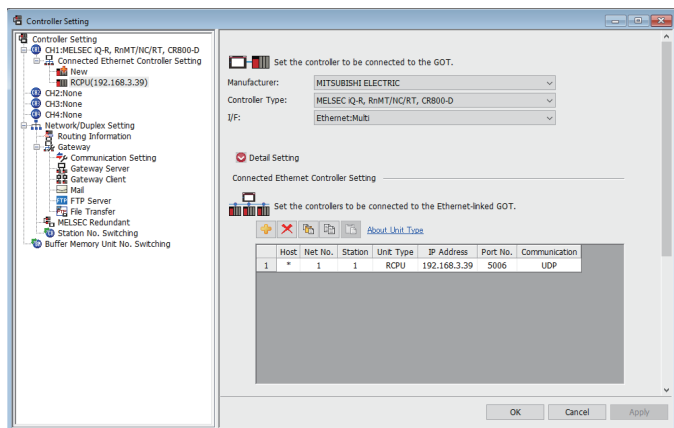 Controller Setting
Controller Setting
CH1:MELSEC iQ-R, RnMT/NC/RT, CR800-D
Connected Ethernet Controller Setting
New
RCPU(192.168.3.39)
CH2:None
CH3:None
CH4:None
Network/Duplex Setting
Routing Information
Gateway
Communication Setting
Gateway Server
Gateway Client
Mail
FTP FTP Server
File Transfer
MELSEC Redundant
Station No. Switching
Buffer Memory Unit No. Switching
Set the controller to be connected to the GOT.
Manufacturer: MITSUBISHI ELECTRIC
Controller Type: MELSEC iQ-R, RnMT/NC/RT, CR800-D
I/F: Ethernet:Multi
Detail Setting
Connected Ethernet Controller Setting
Set the controllers to be connected to the Ethernet-linked GOT.
About Unit Type
Host Net No. Station Unit Type IP Address Port No. Communication
1 * 1 1 RCPU 192.168.3.39 5006 UDP
OK Cancel Apply